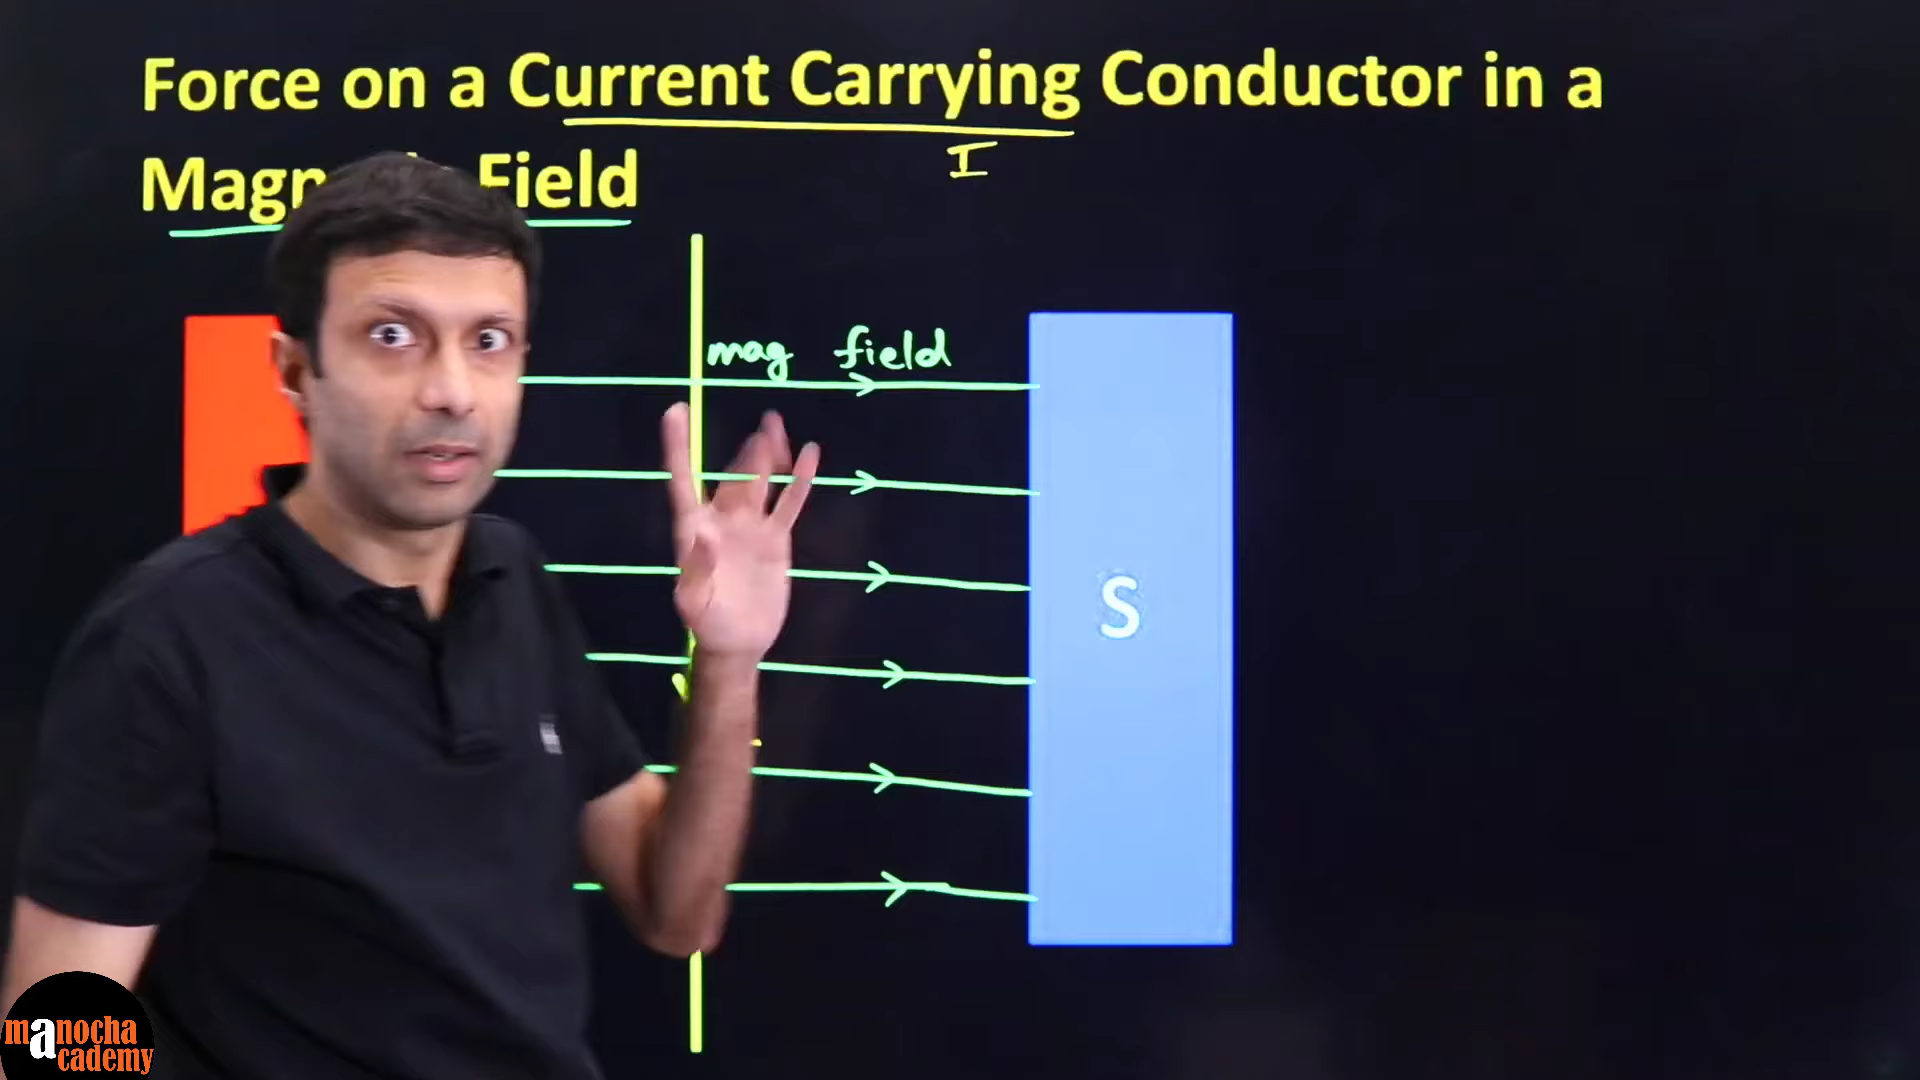 Force on a Current Carrying Conductor in a
I
Magn Field
mag field
S
manocha
academy